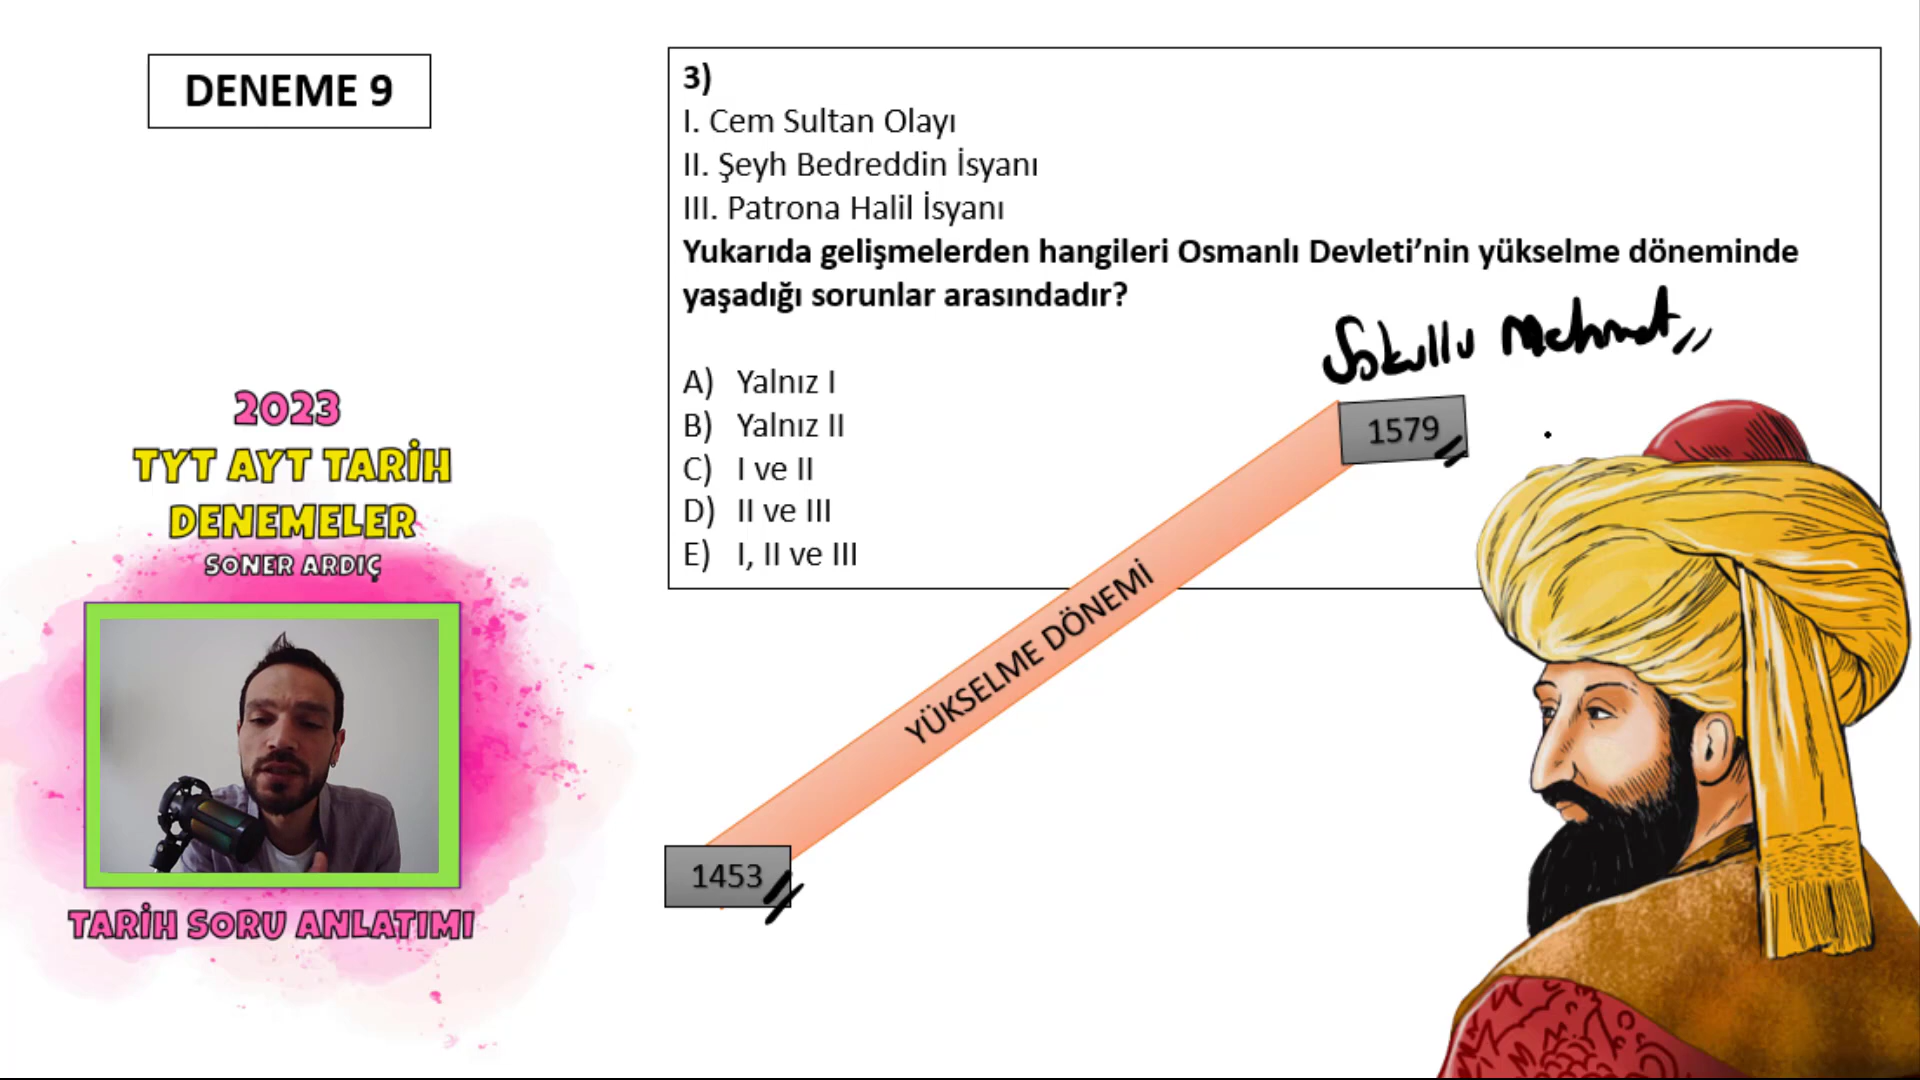 DENEME 9
3)
I. Cem Sultan Olayı
II. Şeyh Bedreddin İsyanı
III. Patrona Halil İsyanı
Yukarıda gelişmelerden hangileri Osmanlı Devleti’nin yükselme döneminde
yaşadığı sorunlar arasındadır?
Sokullu Mehmet
A) Yalnız I
B) Yalnız II
C) I ve II
D) II ve III
E) I, II ve III
1579
YÜKSELME DÖNEMİ
1453
2023
TYT AYT TARİH
DENEMELER
SONER ARDIÇ
TARİH SORU ANLATIMI